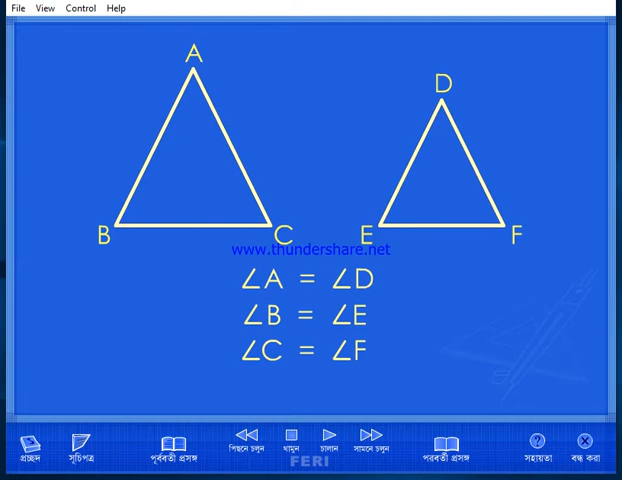 File View Control Help
A
D
B C E F
www.thundershare.net
∠A = ∠D
∠B = ∠E
∠C = ∠F
প্রচ্ছদ সূচিপত্র পূর্ববর্তী প্রসঙ্গ পিছনে চলুন থামুন চালান সামনে চলুন পরবর্তী প্রসঙ্গ সহায়তা বন্ধ করা
FERI